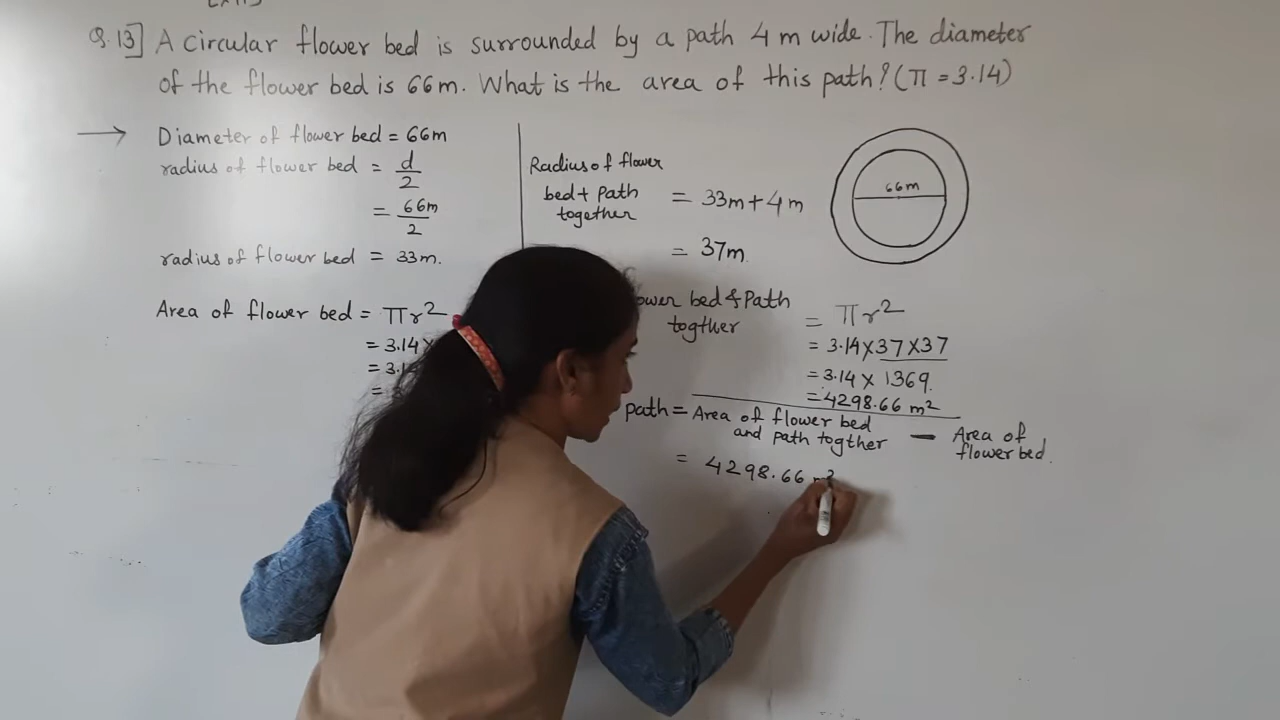 Q.13] A circular flower bed is surrounded by a path 4 m wide. The diameter
of the flower bed is 66m. What is the area of this path? (π = 3.14)
→ Diameter of flower bed = 66m
radius of flower bed = d/2
= 66m/2
radius of flower bed = 33m.
Area of flower bed = πr²
= 3.14
= 3.1
=
Radius of flower
bed + Path
together = 33m + 4m
= 37m
66m
ower bed & Path
togther = πr²
= 3.14 × 37 × 37
= 3.14 × 1369
= 4298.66 m²
path = Area of flower bed
and path togther − Area of
flower bed.
= 4298.66 m²